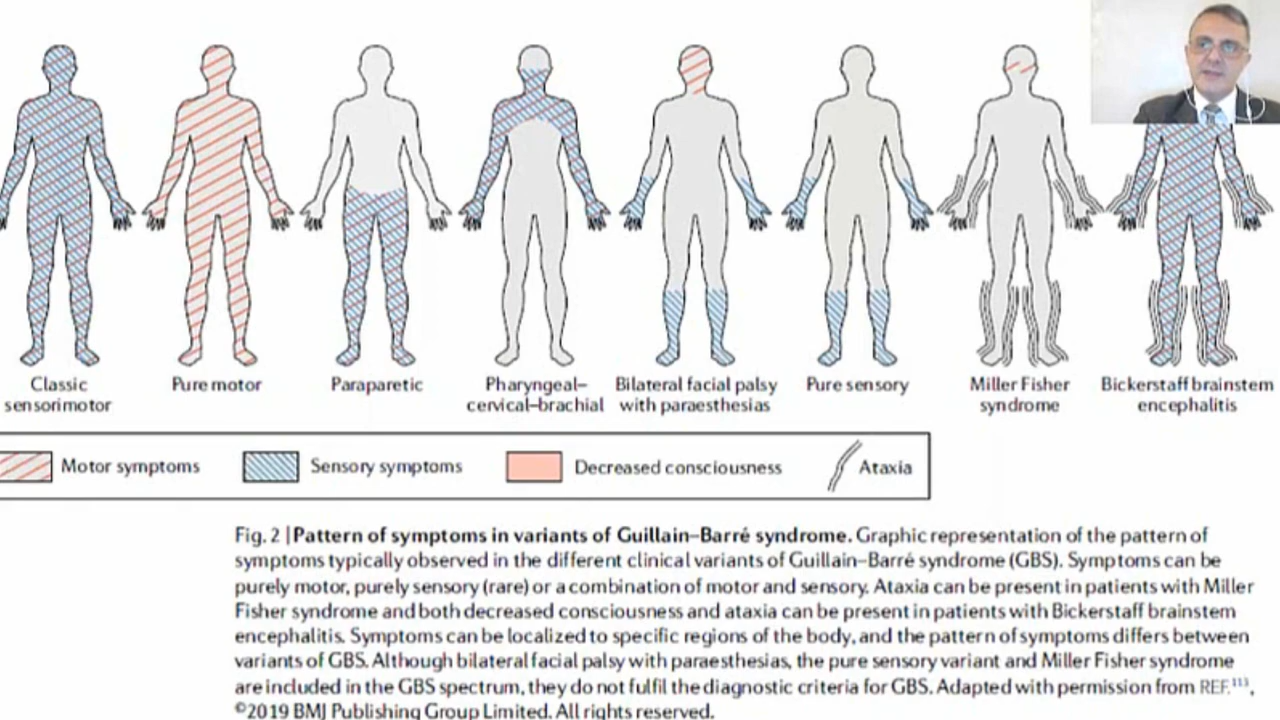 Classic
sensorimotor
Pure motor
Paraparetic
Pharyngeal–
cervical–brachial
Bilateral facial palsy
with paraesthesias
Pure sensory
Miller Fisher
syndrome
Bickerstaff brainstem
encephalitis
Motor symptoms
Sensory symptoms
Decreased consciousness
Ataxia
Fig. 2 | Pattern of symptoms in variants of Guillain–Barré syndrome. Graphic representation of the pattern of
symptoms typically observed in the different clinical variants of Guillain–Barré syndrome (GBS). Symptoms can be
purely motor, purely sensory (rare) or a combination of motor and sensory. Ataxia can be present in patients with Miller
Fisher syndrome and both decreased consciousness and ataxia can be present in patients with Bickerstaff brainstem
encephalitis. Symptoms can be localized to specific regions of the body, and the pattern of symptoms differs between
variants of GBS. Although bilateral facial palsy with paraesthesias, the pure sensory variant and Miller Fisher syndrome
are included in the GBS spectrum, they do not fulfil the diagnostic criteria for GBS. Adapted with permission from REF.¹¹³,
©2019 BMJ Publishing Group Limited. All rights reserved.